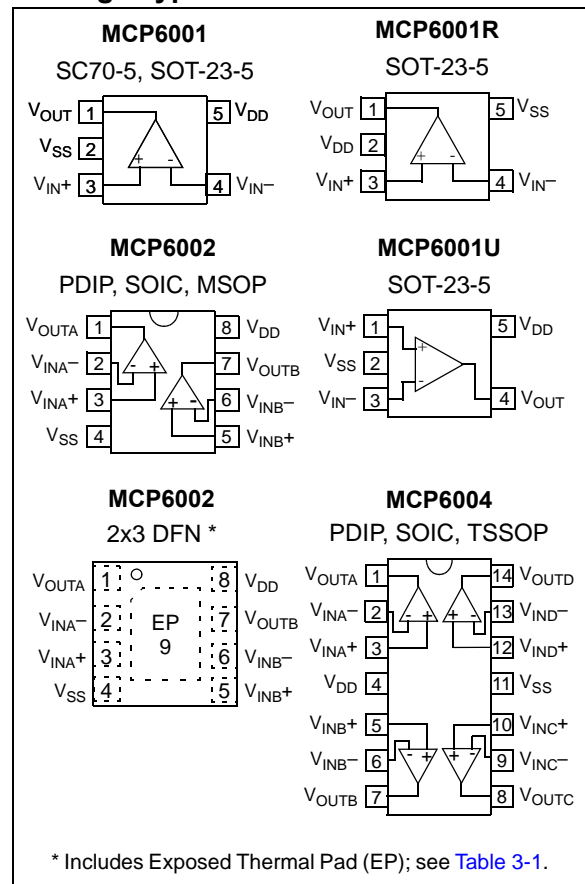 MCP6001
SC70-5, SOT-23-5
VOUT 1
5 VDD
VSS 2
VIN+ 3
4 VIN–
+ -
MCP6001R
SOT-23-5
VOUT 1
5 VSS
VDD 2
VIN+ 3
4 VIN–
+ -
MCP6002
PDIP, SOIC, MSOP
VOUTA 1
8 VDD
VINA– 2
7 VOUTB
VINA+ 3
6 VINB–
VSS 4
5 VINB+
- +
+ -
MCP6001U
SOT-23-5
VIN+ 1
5 VDD
VSS 2
VIN– 3
4 VOUT
+
-
MCP6002
2x3 DFN *
VOUTA 1
8 VDD
VINA– 2
7 VOUTB
VINA+ 3
6 VINB–
VSS 4
5 VINB+
EP
9
MCP6004
PDIP, SOIC, TSSOP
VOUTA 1
14 VOUTD
VINA– 2
13 VIND–
VINA+ 3
12 VIND+
VDD 4
11 VSS
VINB+ 5
10 VINC+
VINB– 6
9 VINC–
VOUTB 7
8 VOUTC
- +
+ -
- +
+ -
* Includes Exposed Thermal Pad (EP); see Table 3-1.